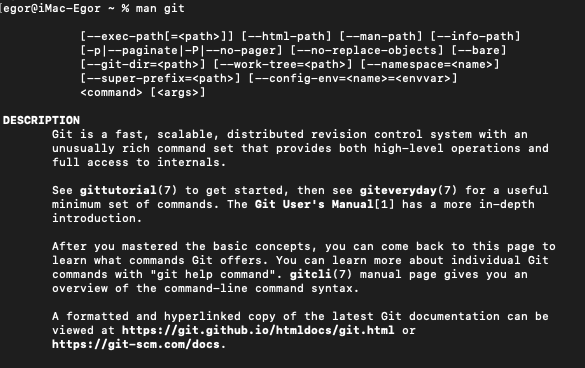 [egor@iMac-Egor ~ % man git
[--exec-path[=<path>]] [--html-path] [--man-path] [--info-path]
[-p|--paginate|-P|--no-pager] [--no-replace-objects] [--bare]
[--git-dir=<path>] [--work-tree=<path>] [--namespace=<name>]
[--super-prefix=<path>] [--config-env=<name>=<envvar>]
<command> [<args>]
DESCRIPTION
Git is a fast, scalable, distributed revision control system with an
unusually rich command set that provides both high-level operations and
full access to internals.
See gittutorial(7) to get started, then see giteveryday(7) for a useful
minimum set of commands. The Git User's Manual[1] has a more in-depth
introduction.
After you mastered the basic concepts, you can come back to this page to
learn what commands Git offers. You can learn more about individual Git
commands with "git help command". gitcli(7) manual page gives you an
overview of the command-line command syntax.
A formatted and hyperlinked copy of the latest Git documentation can be
viewed at https://git.github.io/htmldocs/git.html or
https://git-scm.com/docs.